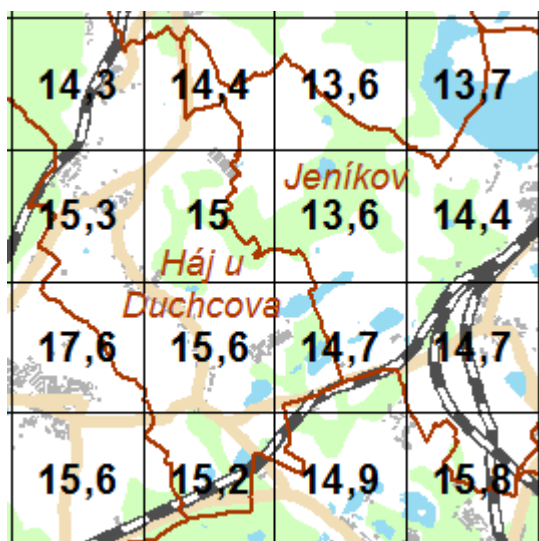 14,3 14,4 13,6 13,7
Jeníkov
15,3 15 13,6 14,4
Háj u
Duchcova
17,6 15,6 14,7 14,7
15,6 15,2 14,9 15,8